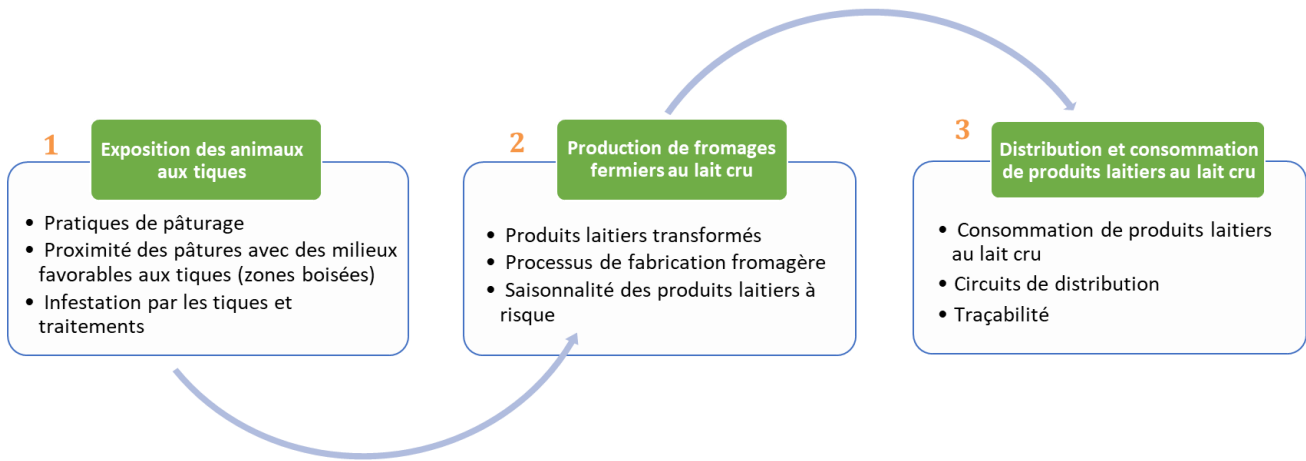 1
Exposition des animaux
aux tiques
• Pratiques de pâturage
• Proximité des pâtures avec des milieux
favorables aux tiques (zones boisées)
• Infestation par les tiques et
traitements
2
Production de fromages
fermiers au lait cru
• Produits laitiers transformés
• Processus de fabrication fromagère
• Saisonnalité des produits laitiers à
risque
3
Distribution et consommation
de produits laitiers au lait cru
• Consommation de produits laitiers
au lait cru
• Circuits de distribution
• Traçabilité